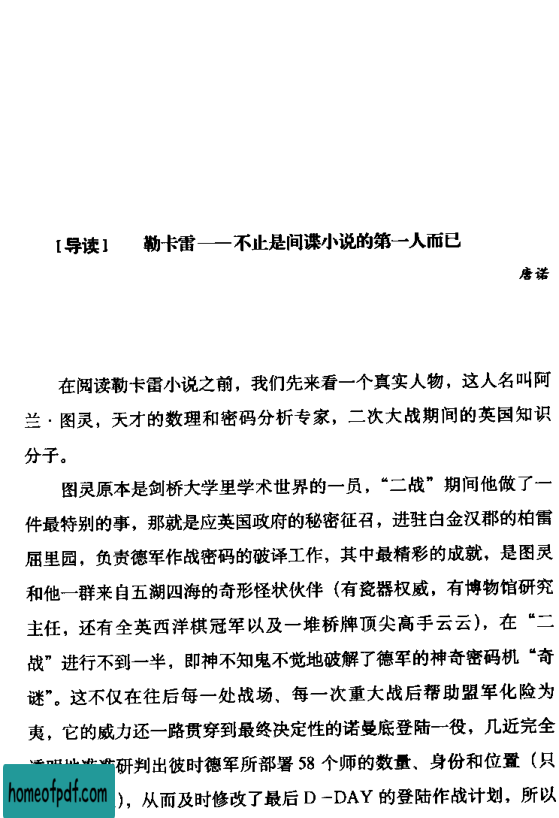 [导读] 勒卡雷——不止是间谍小说的第一人而已
唐诺
在阅读勒卡雷小说之前，我们先来看一个真实人物，这人名叫阿
兰·图灵，天才的数理和密码分析专家，二次大战期间的英国知识
分子。
图灵原本是剑桥大学里学术世界的一员，“二战”期间他做了一
件最特别的事，那就是应英国政府的秘密征召，进驻白金汉郡的柏雷
屈里园，负责德军作战密码的破译工作，其中最精彩的成就，是图灵
和他一群来自五湖四海的奇形怪状伙伴（有瓷器权威，有博物馆研究
主任，还有全英西洋棋冠军以及一堆桥牌顶尖高手云云），在“二
战”进行不到一半，即神不知鬼不觉地破解了德军的神奇密码机“奇
谜”。这不仅在往后每一处战场、每一次重大战后帮助盟军化险为
夷，它的威力还一路贯穿到最终决定性的诺曼底登陆一役，几近完全
研判出彼时德军所部署 58 个师的数量、身份和位置（只
），从而及时修改了最后 D-DAY 的登陆作战计划，所以
homeofpdf.com